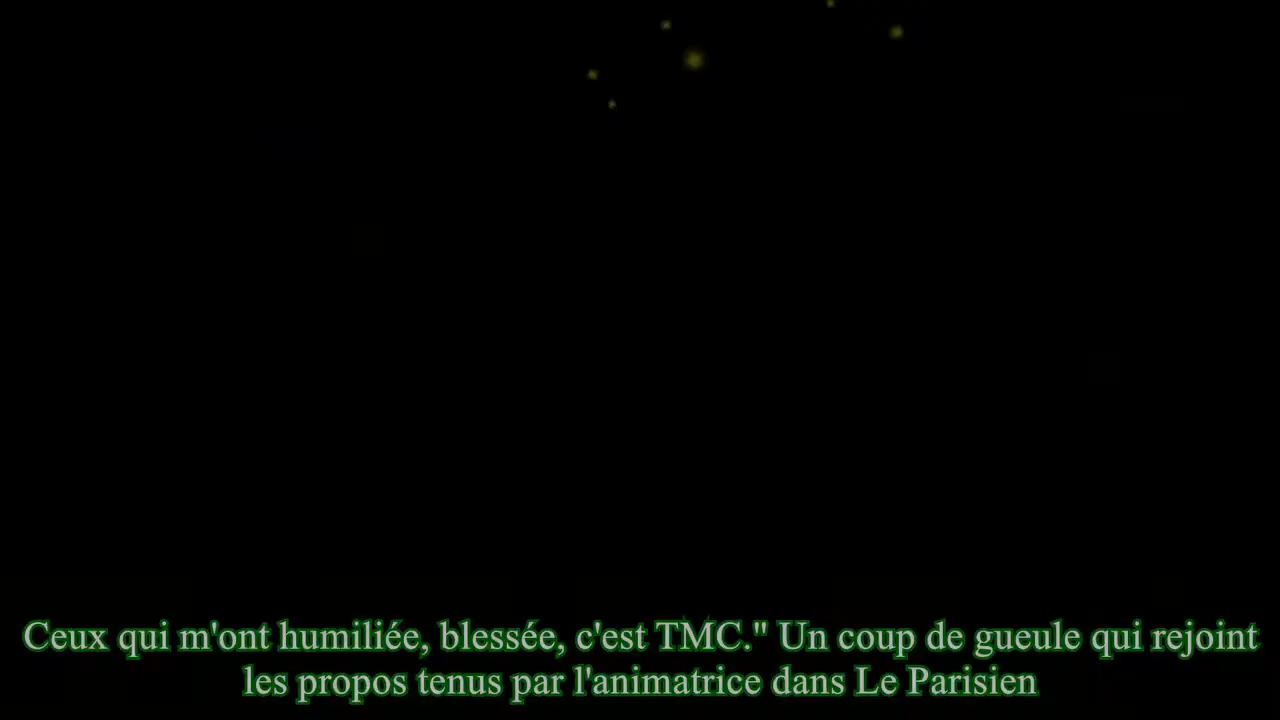 Ceux qui m'ont humiliée, blessée, c'est TMC." Un coup de gueule qui rejoint
les propos tenus par l'animatrice dans Le Parisien